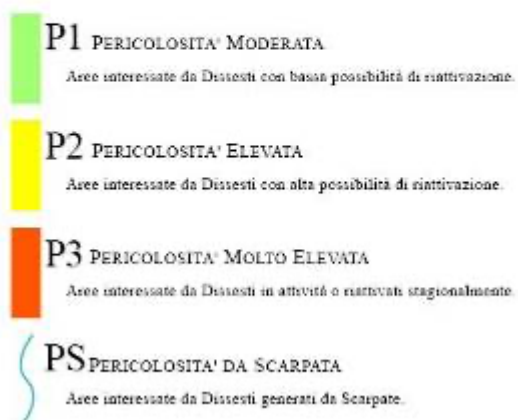 P1 PERICOLOSITA' MODERATA
Aree interessate da Dissesti con bassa possibilità di riattivazione.
P2 PERICOLOSITA' ELEVATA
Aree interessate da Dissesti con alta possibilità di riattivazione.
P3 PERICOLOSITA' MOLTO ELEVATA
Aree interessate da Dissesti in attività o riattivati stagionalmente.
PS PERICOLOSITA' DA SCARPATA
Aree interessate da Dissesti generati da Scarpate.